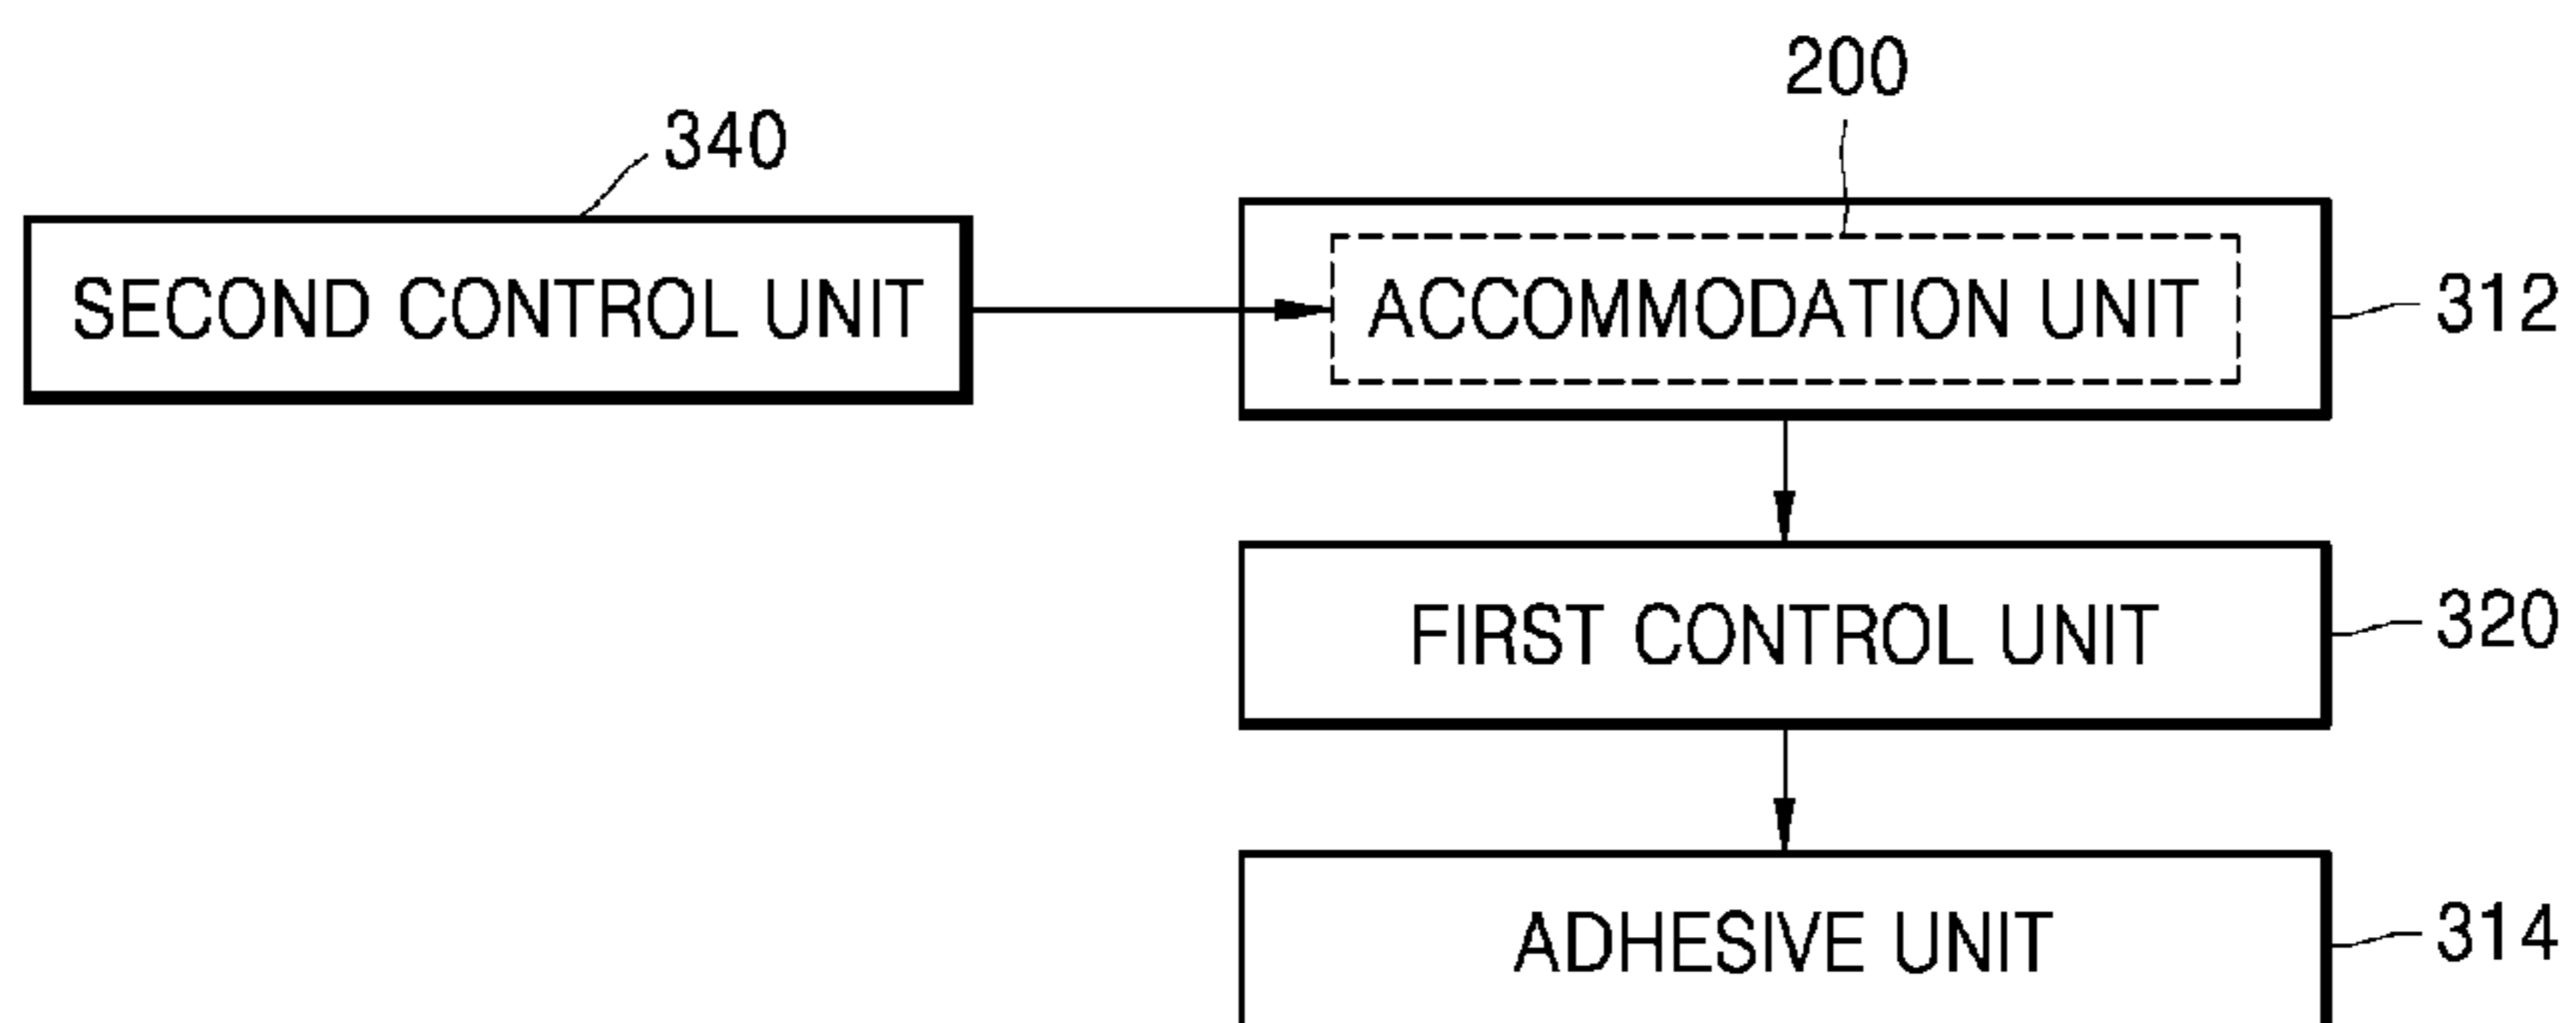 200
340
SECOND CONTROL UNIT
ACCOMMODATION UNIT
312
FIRST CONTROL UNIT
320
ADHESIVE UNIT
314